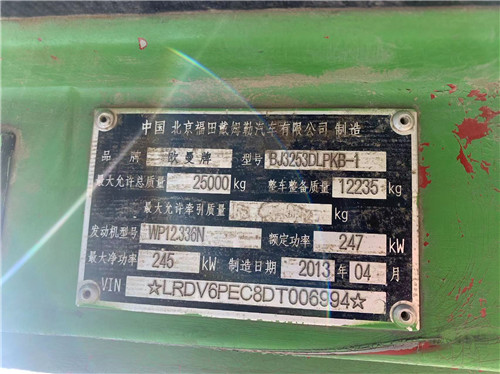 中国 北京福田戴姆勒汽车有限公司 制造
品牌 欧曼牌 型号 BJ3253DLPKB-1
最大允许总质量 25000 kg 整车整备质量 12235 kg
最大允许牵引质量 kg
发动机型号 WP12.336N 额定功率 247 kW
最大净功率 245 kW 制造日期 2013 年 04 月
VIN ☆LRDV6PEC8DT006994☆